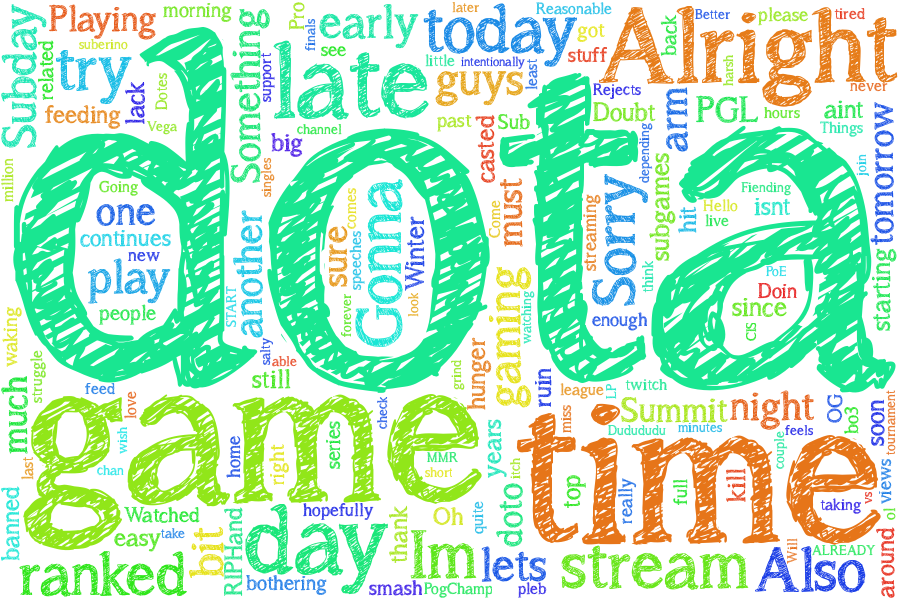 dota
game
time
day
late
Alright
today
early
guys
Playing
morning
Pro
later
Reasonable
got
stuff
back
Better
please
tired
never
harsh
suberino
related
try
Subday
feeding
lack
Dotes
Vega
Something
support
finals
see
little
intentionally
least
channel
big
past
Sub
casted
Rejects
Doubt
depending
arm
PGL
hours
aint
Things
join
tomorrow
million
Going
one
continues
new
play
people
another
START
singles
salty
able
still
sure
speeches
comes
forever
Gonna
Winter
look
Come
must
streaming
Sorry
subgames
hit
think
Hello
live
Fiending
isnt
PoE
Doin
since
CIS
starting
waking
struggle
much
feed
love
wish
last
chan
home
right
series
check
MMR
short
grind
hunger
gaming
watching
enough
ruin
league
LP
twitch
miss
Summit
night
Dudududu
minutes
feels
couple
OG
bo3
soon
tournament
views
vs
taking
ol
around
years
itch
doto
top
really
full
kill
Will
ALREADY
Also
stream
banned
Watched
easy
take
bit
RIPHand
ranked
bothering
hopefully
thank
Oh
quite
Im
lets
smash
PogChamp
pleb